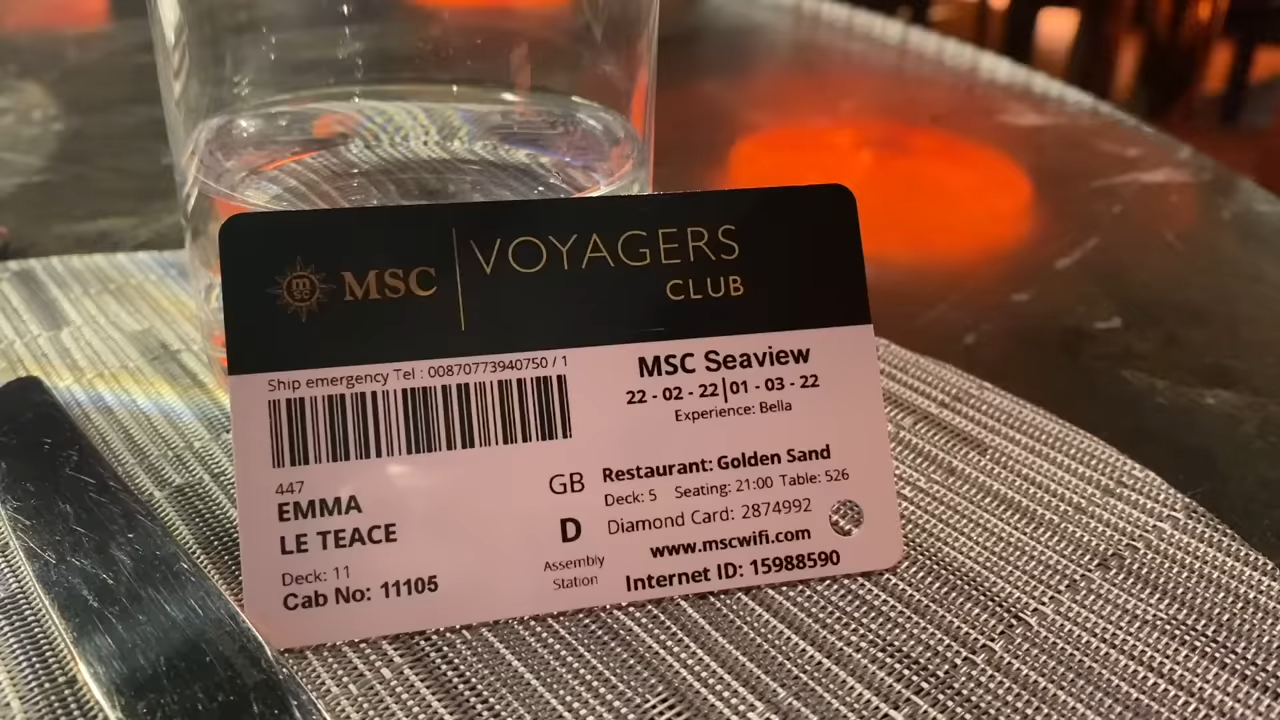 MSC
VOYAGERS
CLUB
Ship emergency Tel : 00870773940750 / 1
MSC Seaview
22 - 02 - 22|01 - 03 - 22
Experience: Bella
447
EMMA
LE TEACE
Deck: 11
Cab No: 11105
GB
D
Assembly
Station
Restaurant: Golden Sand
Deck: 5 Seating: 21:00 Table: 526
Diamond Card: 2874992
www.mscwifi.com
Internet ID: 15988590